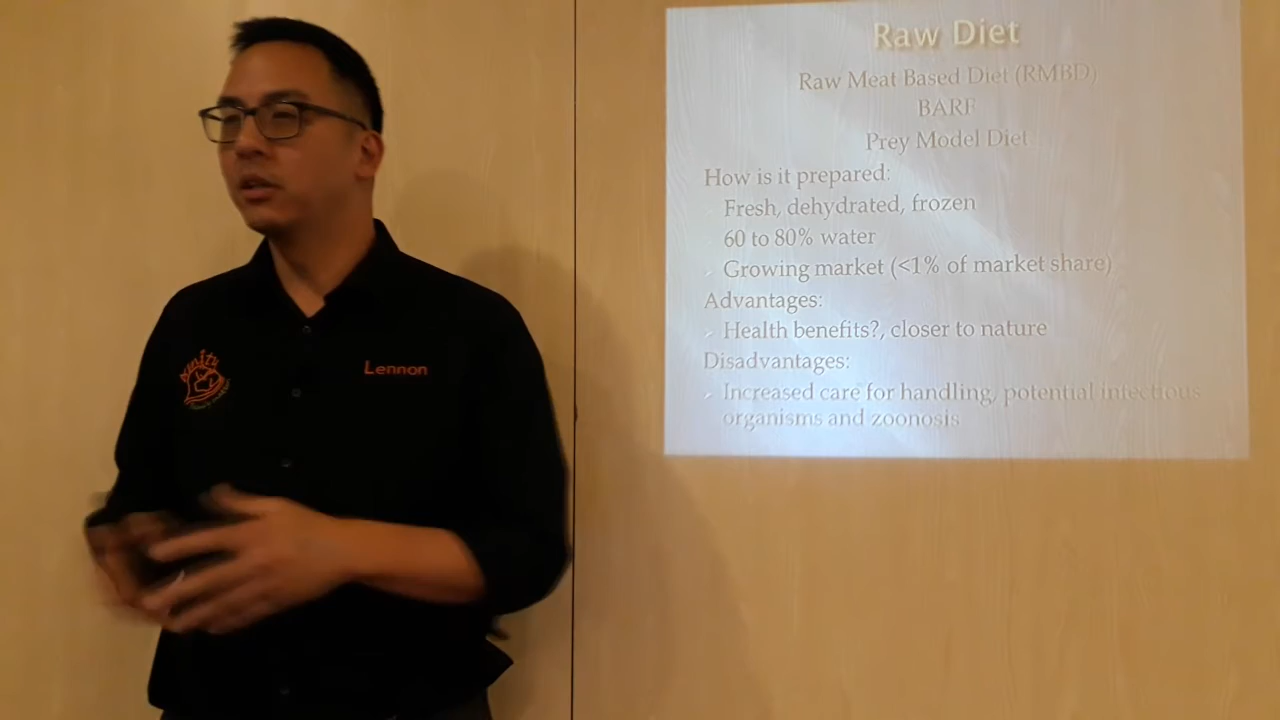 Raw Diet
Raw Meat Based Diet (RMBD)
BARF
Prey Model Diet
How is it prepared:
Fresh, dehydrated, frozen
60 to 80% water
Growing market (<1% of market share)
Advantages:
Health benefits?, closer to nature
Disadvantages:
Increased care for handling, potential infectious
organisms and zoonosis
Lennon